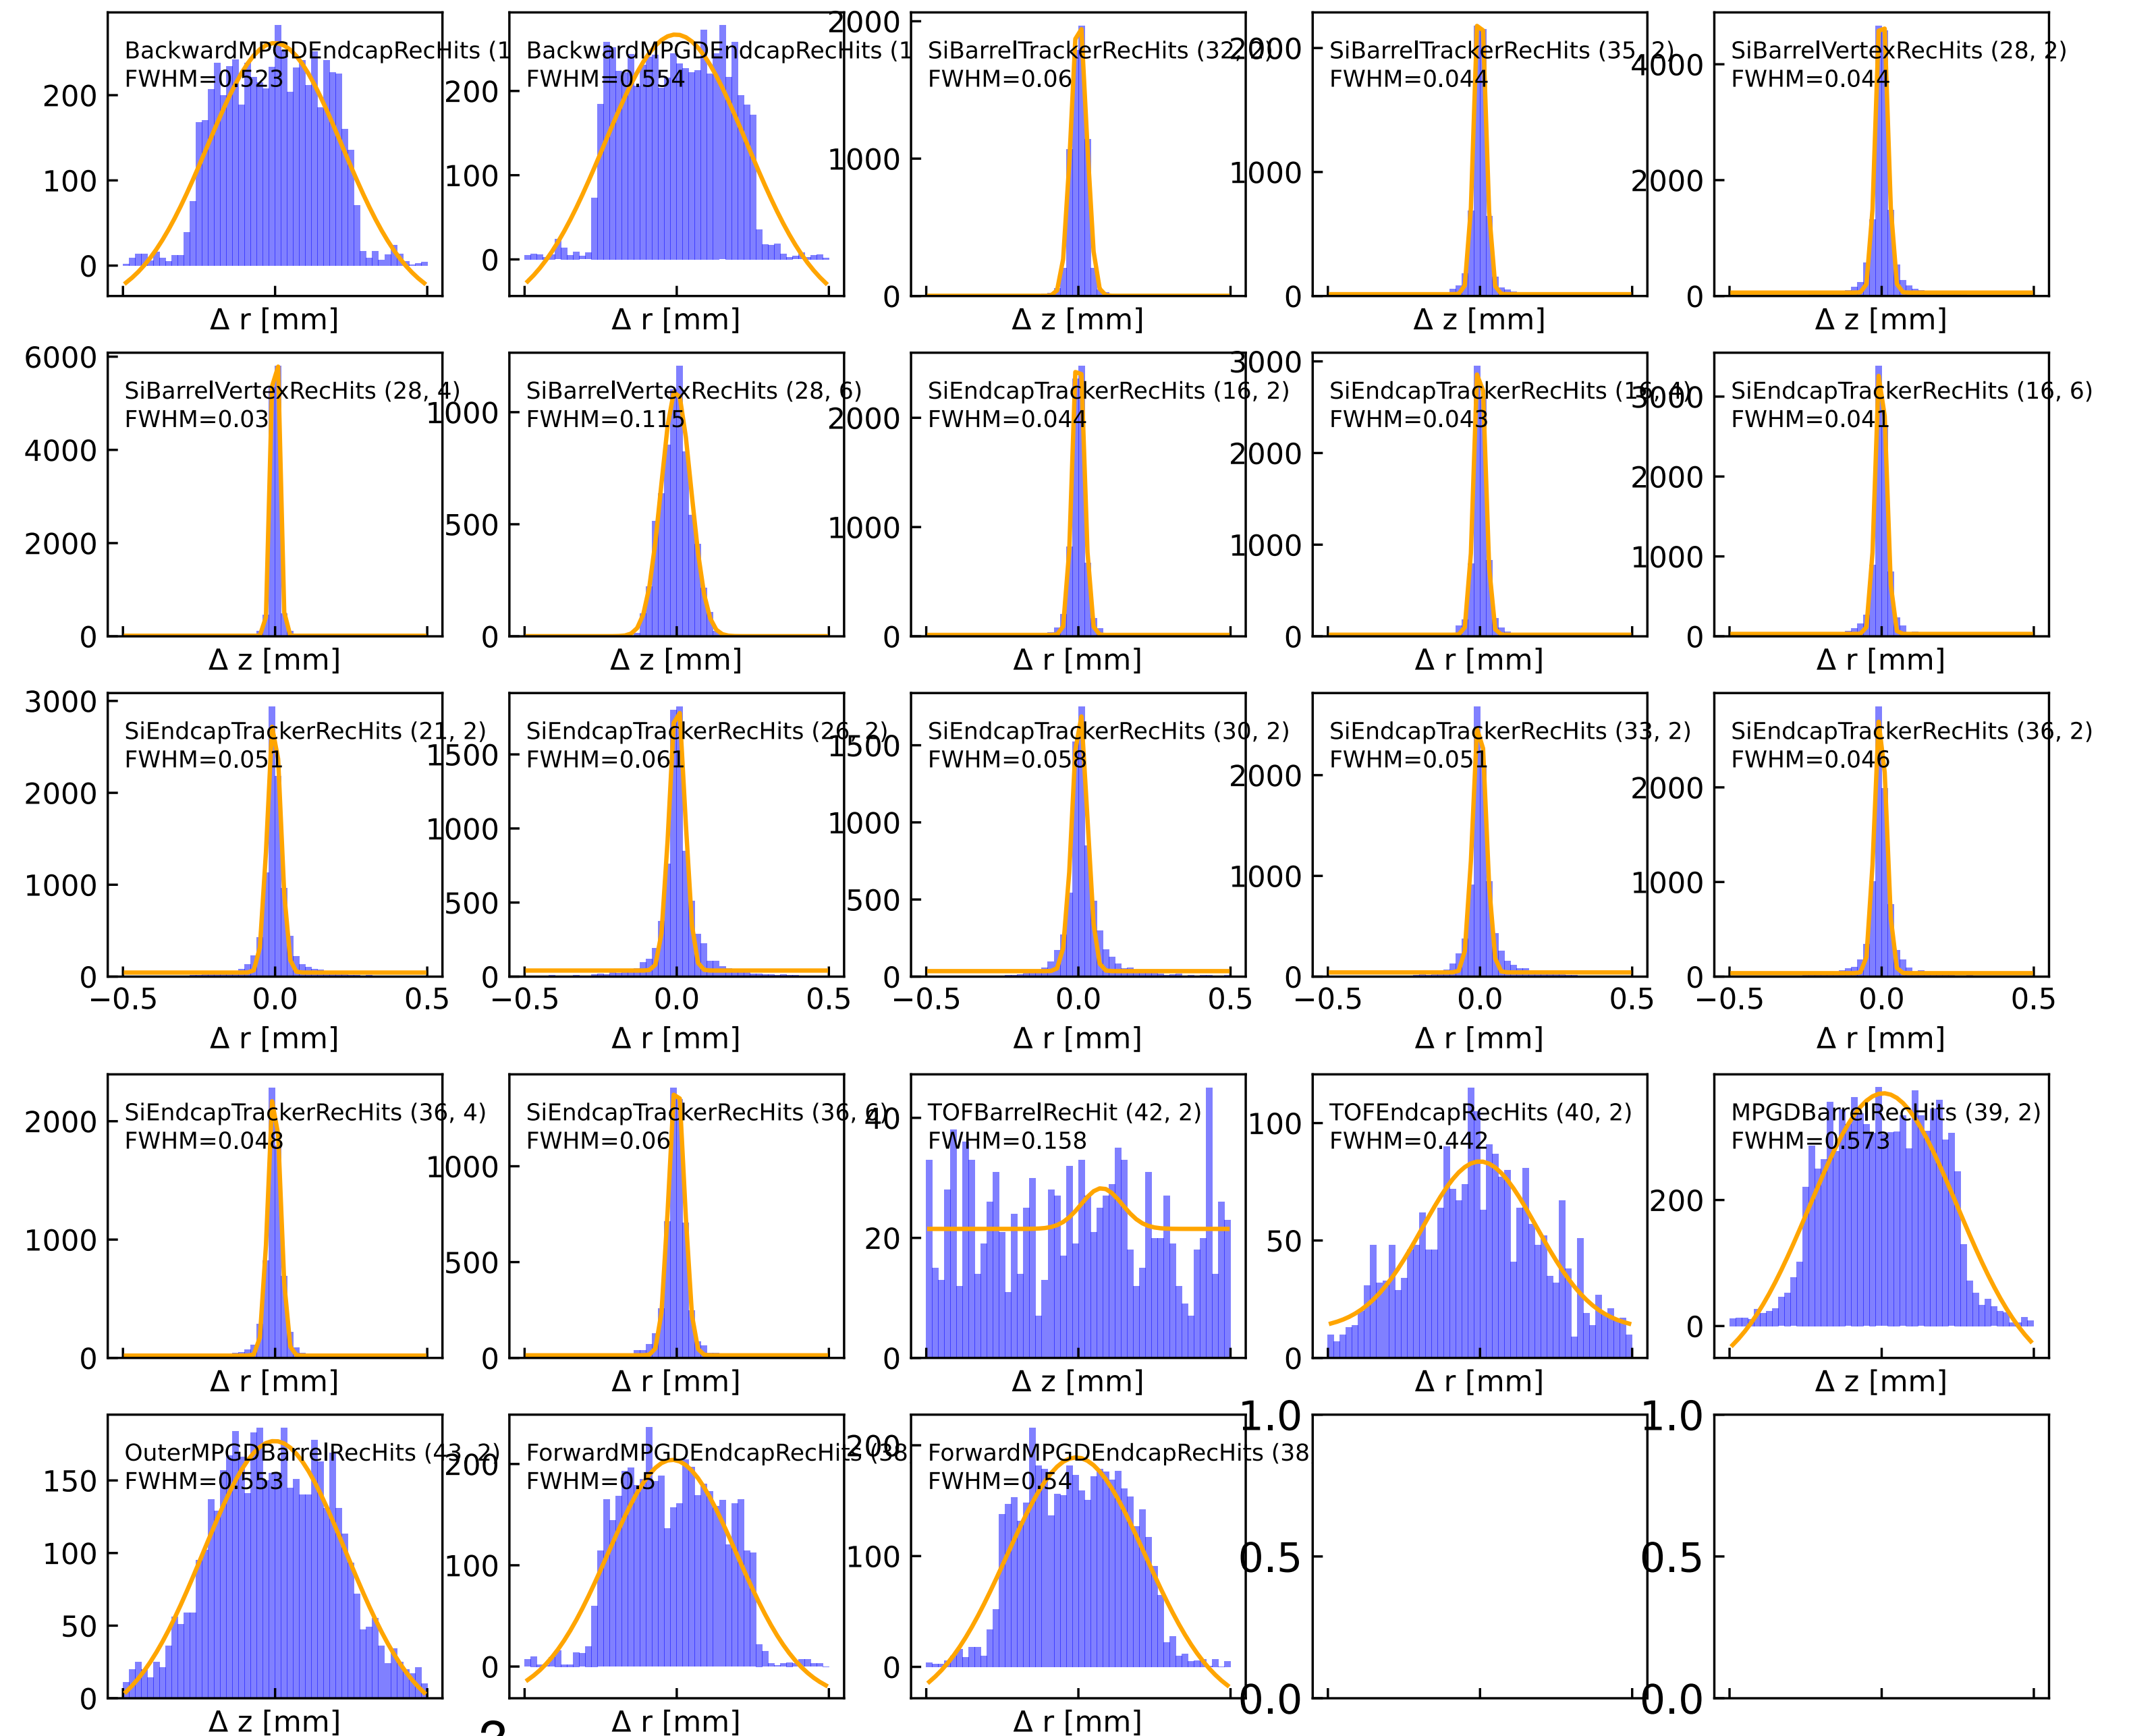 BackwardMPGDEndcapRecHits (1
FWHM=0.523
200
100
0
Δ r [mm]
BackwardMPGDEndcapRecHits (1
FWHM=0.554
200
100
0
Δ r [mm]
SiBarrelTrackerRecHits (32, 2)
FWHM=0.06
2000
1000
0
Δ z [mm]
SiBarrelTrackerRecHits (35, 2)
FWHM=0.044
2000
1000
0
Δ z [mm]
SiBarrelVertexRecHits (28, 2)
FWHM=0.044
4000
2000
0
Δ z [mm]
SiBarrelVertexRecHits (28, 4)
FWHM=0.03
6000
4000
2000
0
Δ z [mm]
SiBarrelVertexRecHits (28, 6)
FWHM=0.115
1000
500
0
Δ z [mm]
SiEndcapTrackerRecHits (16, 2)
FWHM=0.044
2000
1000
0
Δ r [mm]
SiEndcapTrackerRecHits (16, 4)
FWHM=0.043
3000
2000
1000
0
Δ r [mm]
SiEndcapTrackerRecHits (16, 6)
FWHM=0.041
3000
2000
1000
0
Δ r [mm]
SiEndcapTrackerRecHits (21, 2)
FWHM=0.051
3000
2000
1000
0
−0.5 0.0 0.5
Δ r [mm]
SiEndcapTrackerRecHits (26, 2)
FWHM=0.061
1500
1000
500
0
−0.5 0.0 0.5
Δ r [mm]
SiEndcapTrackerRecHits (30, 2)
FWHM=0.058
1500
1000
500
0
−0.5 0.0 0.5
Δ r [mm]
SiEndcapTrackerRecHits (33, 2)
FWHM=0.051
2000
1000
0
−0.5 0.0 0.5
Δ r [mm]
SiEndcapTrackerRecHits (36, 2)
FWHM=0.046
2000
1000
0
−0.5 0.0 0.5
Δ r [mm]
SiEndcapTrackerRecHits (36, 4)
FWHM=0.048
2000
1000
0
Δ r [mm]
SiEndcapTrackerRecHits (36, 6)
FWHM=0.06
1000
500
0
Δ r [mm]
TOFBarrelRecHit (42, 2)
FWHM=0.158
40
20
0
Δ z [mm]
TOFEndcapRecHits (40, 2)
FWHM=0.442
100
50
0
Δ r [mm]
MPGDBarrelRecHits (39, 2)
FWHM=0.573
200
0
Δ z [mm]
OuterMPGDBarrelRecHits (43, 2)
FWHM=0.553
150
100
50
0
Δ z [mm]
ForwardMPGDEndcapRecHits (38
FWHM=0.5
200
100
0
Δ r [mm]
ForwardMPGDEndcapRecHits (38
FWHM=0.54
200
100
0
Δ r [mm]
1.0
0.5
0.0
1.0
0.5
0.0